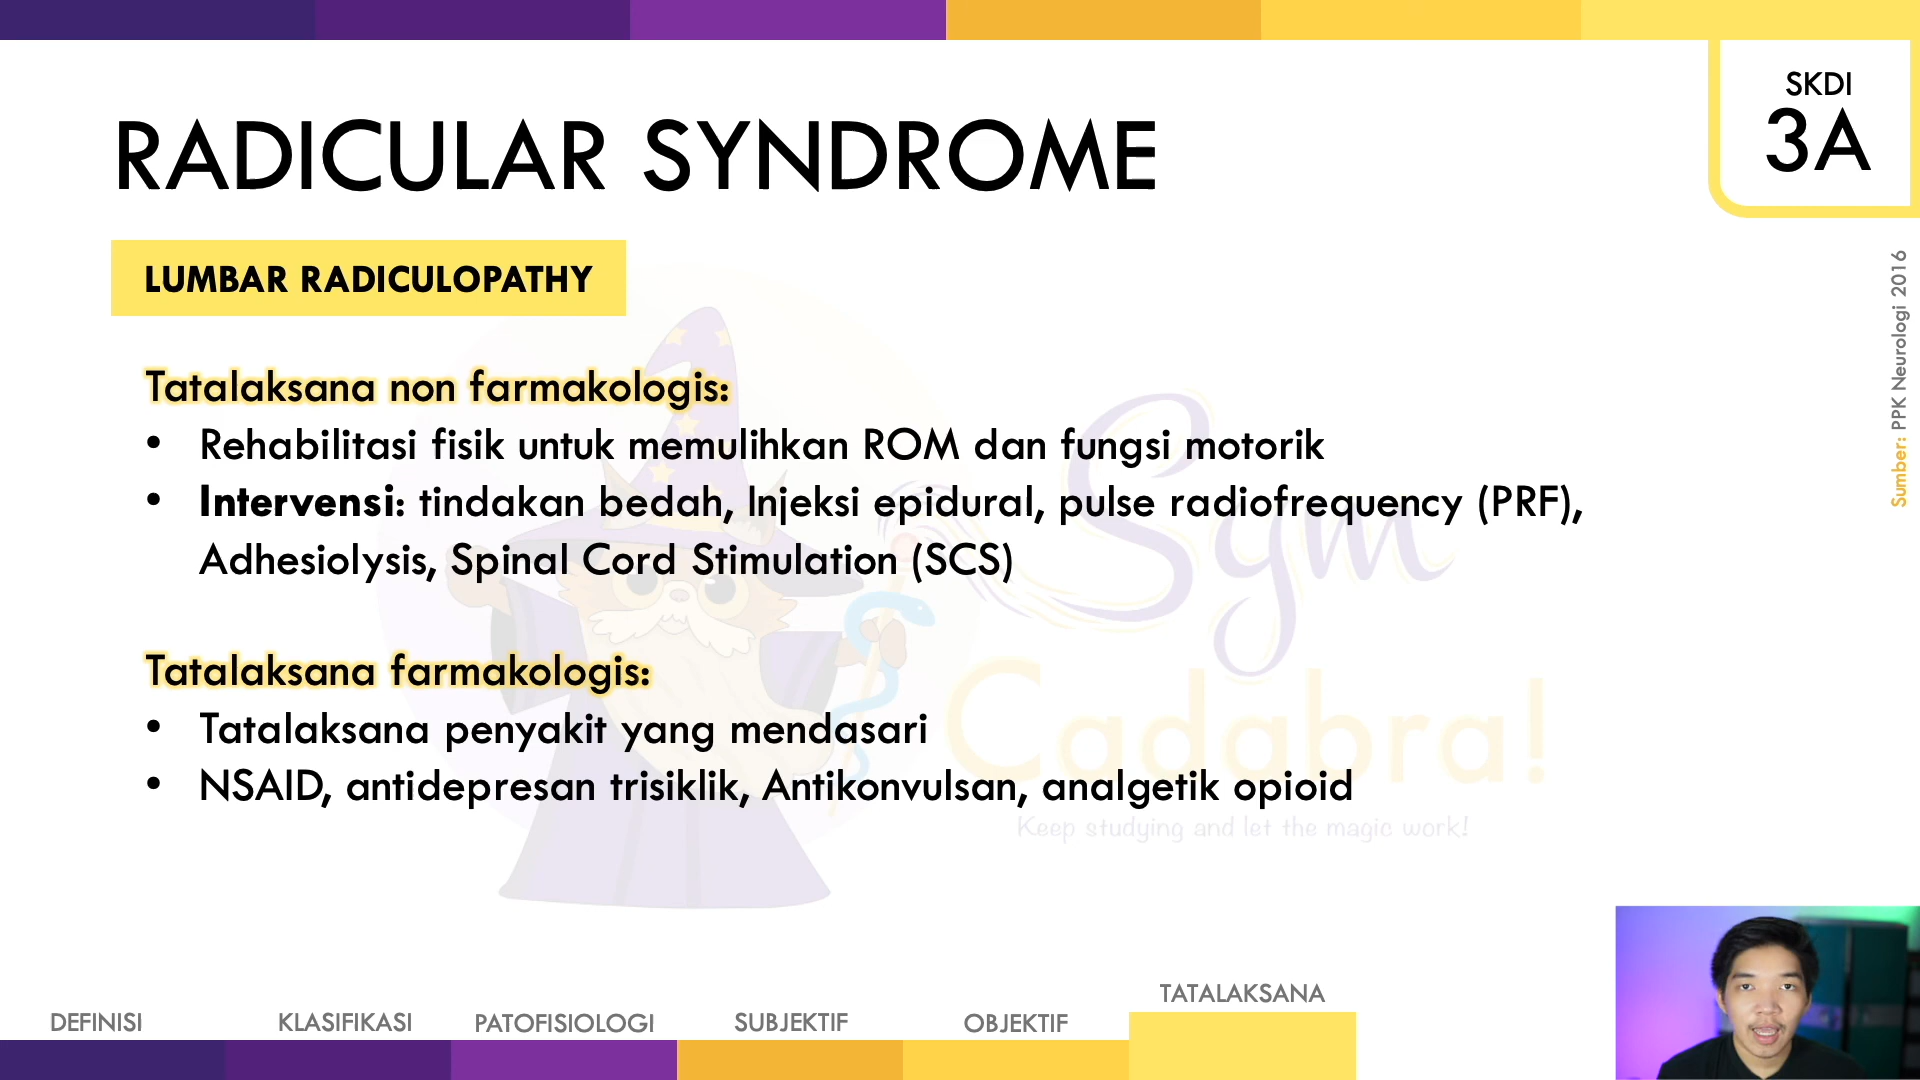 SKDI
3A
RADICULAR SYNDROME
LUMBAR RADICULOPATHY
Sumber: PPK Neurologi 2016
Tatalaksana non farmakologis:
• Rehabilitasi fisik untuk memulihkan ROM dan fungsi motorik
• Intervensi: tindakan bedah, Injeksi epidural, pulse radiofrequency (PRF),
Adhesiolysis, Spinal Cord Stimulation (SCS)
Tatalaksana farmakologis:
• Tatalaksana penyakit yang mendasari
• NSAID, antidepresan trisiklik, Antikonvulsan, analgetik opioid
Sym
Cadabra!
Keep studying and let the magic work!
DEFINISI
KLASIFIKASI
PATOFISIOLOGI
SUBJEKTIF
OBJEKTIF
TATALAKSANA